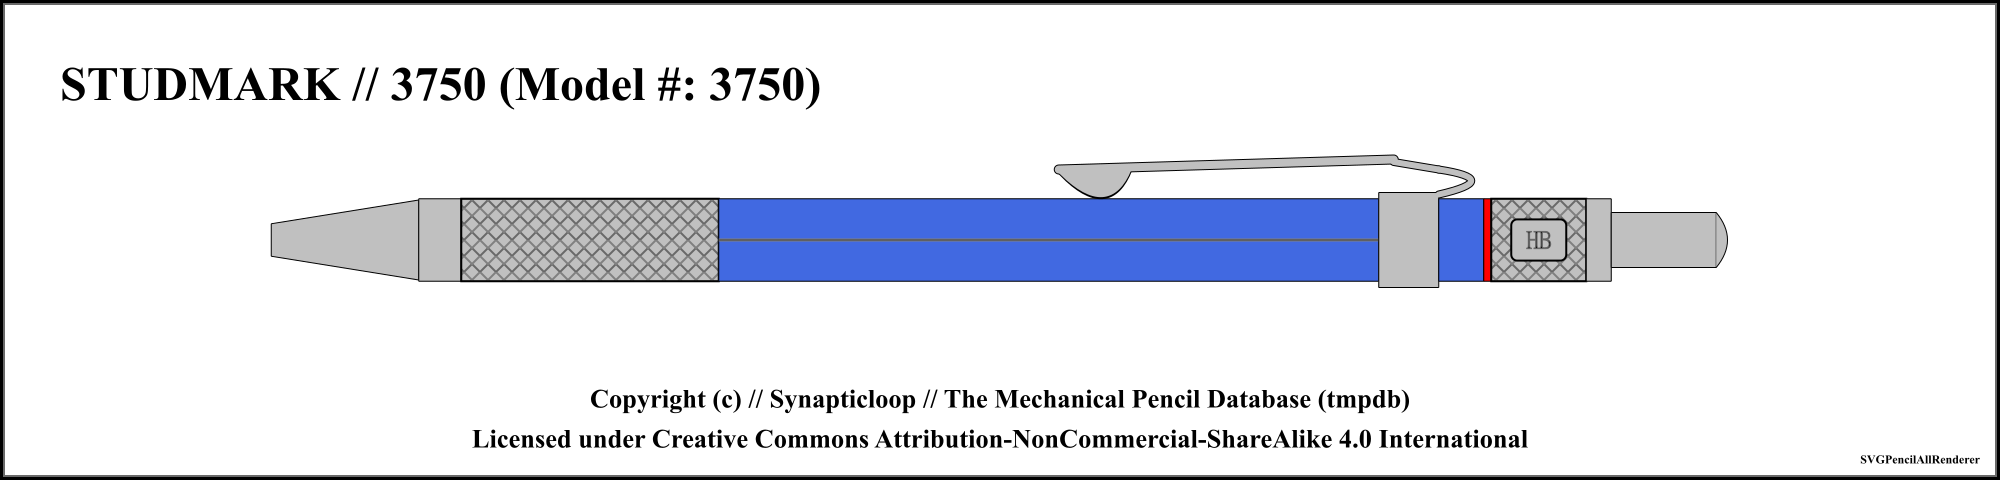 STUDMARK // 3750 (Model #: 3750)
HB
Copyright (c) // Synapticloop // The Mechanical Pencil Database (tmpdb)
Licensed under Creative Commons Attribution-NonCommercial-ShareAlike 4.0 International
SVGPencilAllRenderer